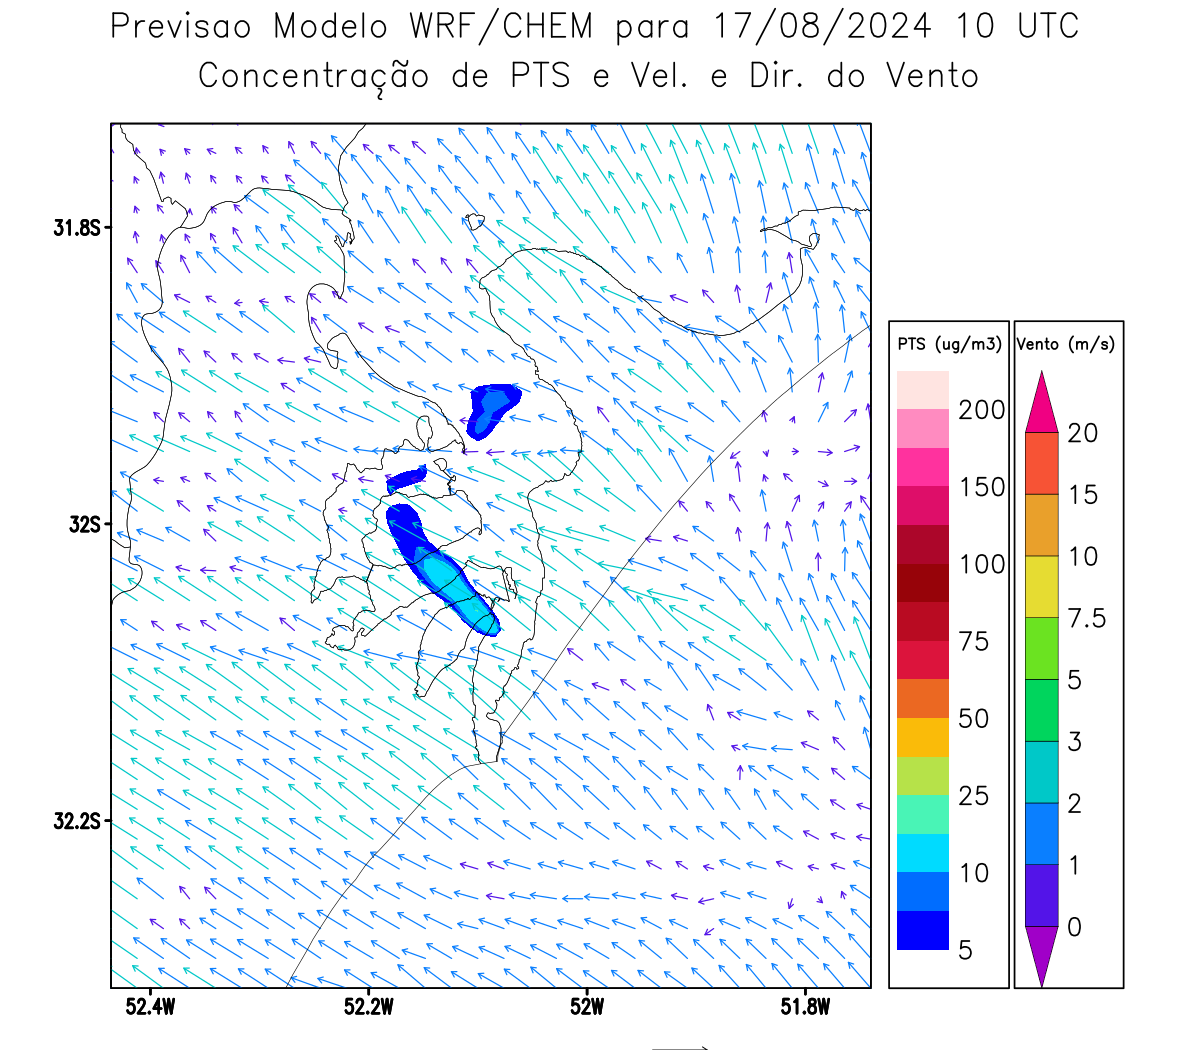 Previsao Modelo WRF/CHEM para 17/08/2024 10 UTC
Concentração de PTS e Vel. e Dir. do Vento
31.8S
32S
32.2S
52.4W 52.2W 52W 51.8W
PTS (ug/m3)
200
150
100
75
50
25
10
5
Vento (m/s)
20
15
10
7.5
5
3
2
1
0